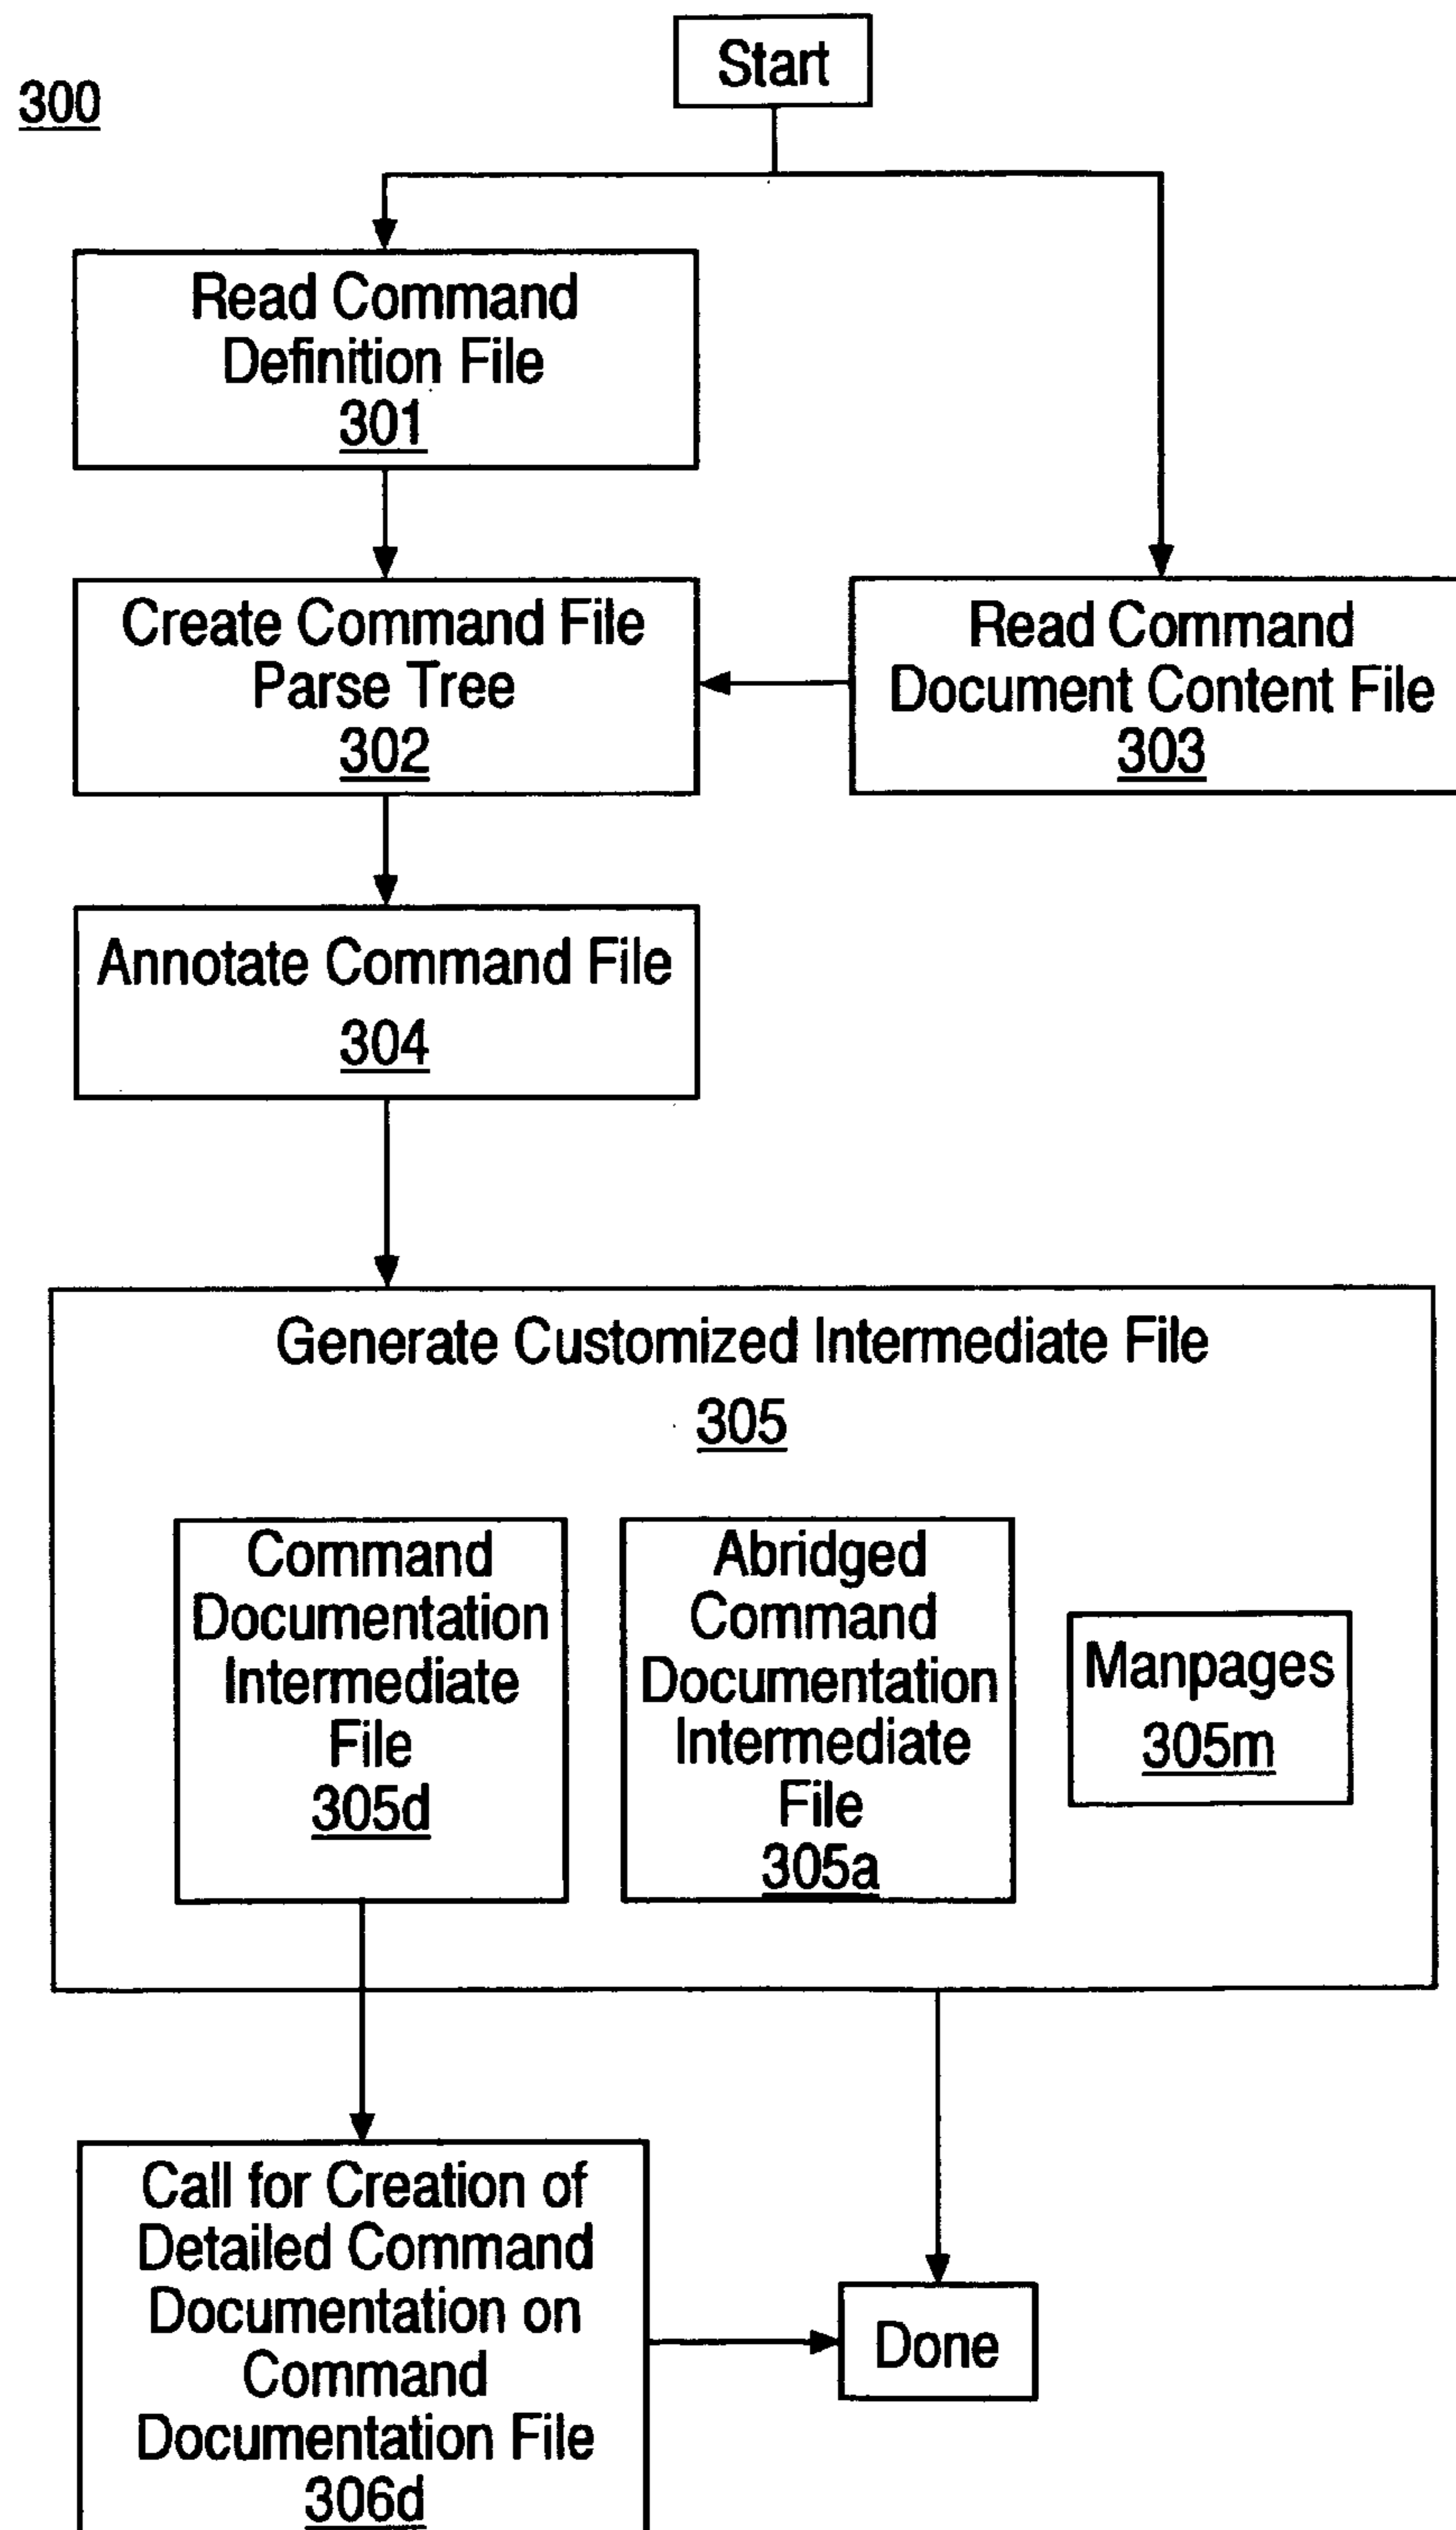 Start
300
Read Command
Definition File
301
Create Command File
Parse Tree
302
Read Command
Document Content File
303
Annotate Command File
304
Generate Customized Intermediate File
305
Command
Documentation
Intermediate
File
305d
Abridged
Command
Documentation
Intermediate
File
305a
Manpages
305m
Call for Creation of
Detailed Command
Documentation on
Command
Documentation File
306d
Done